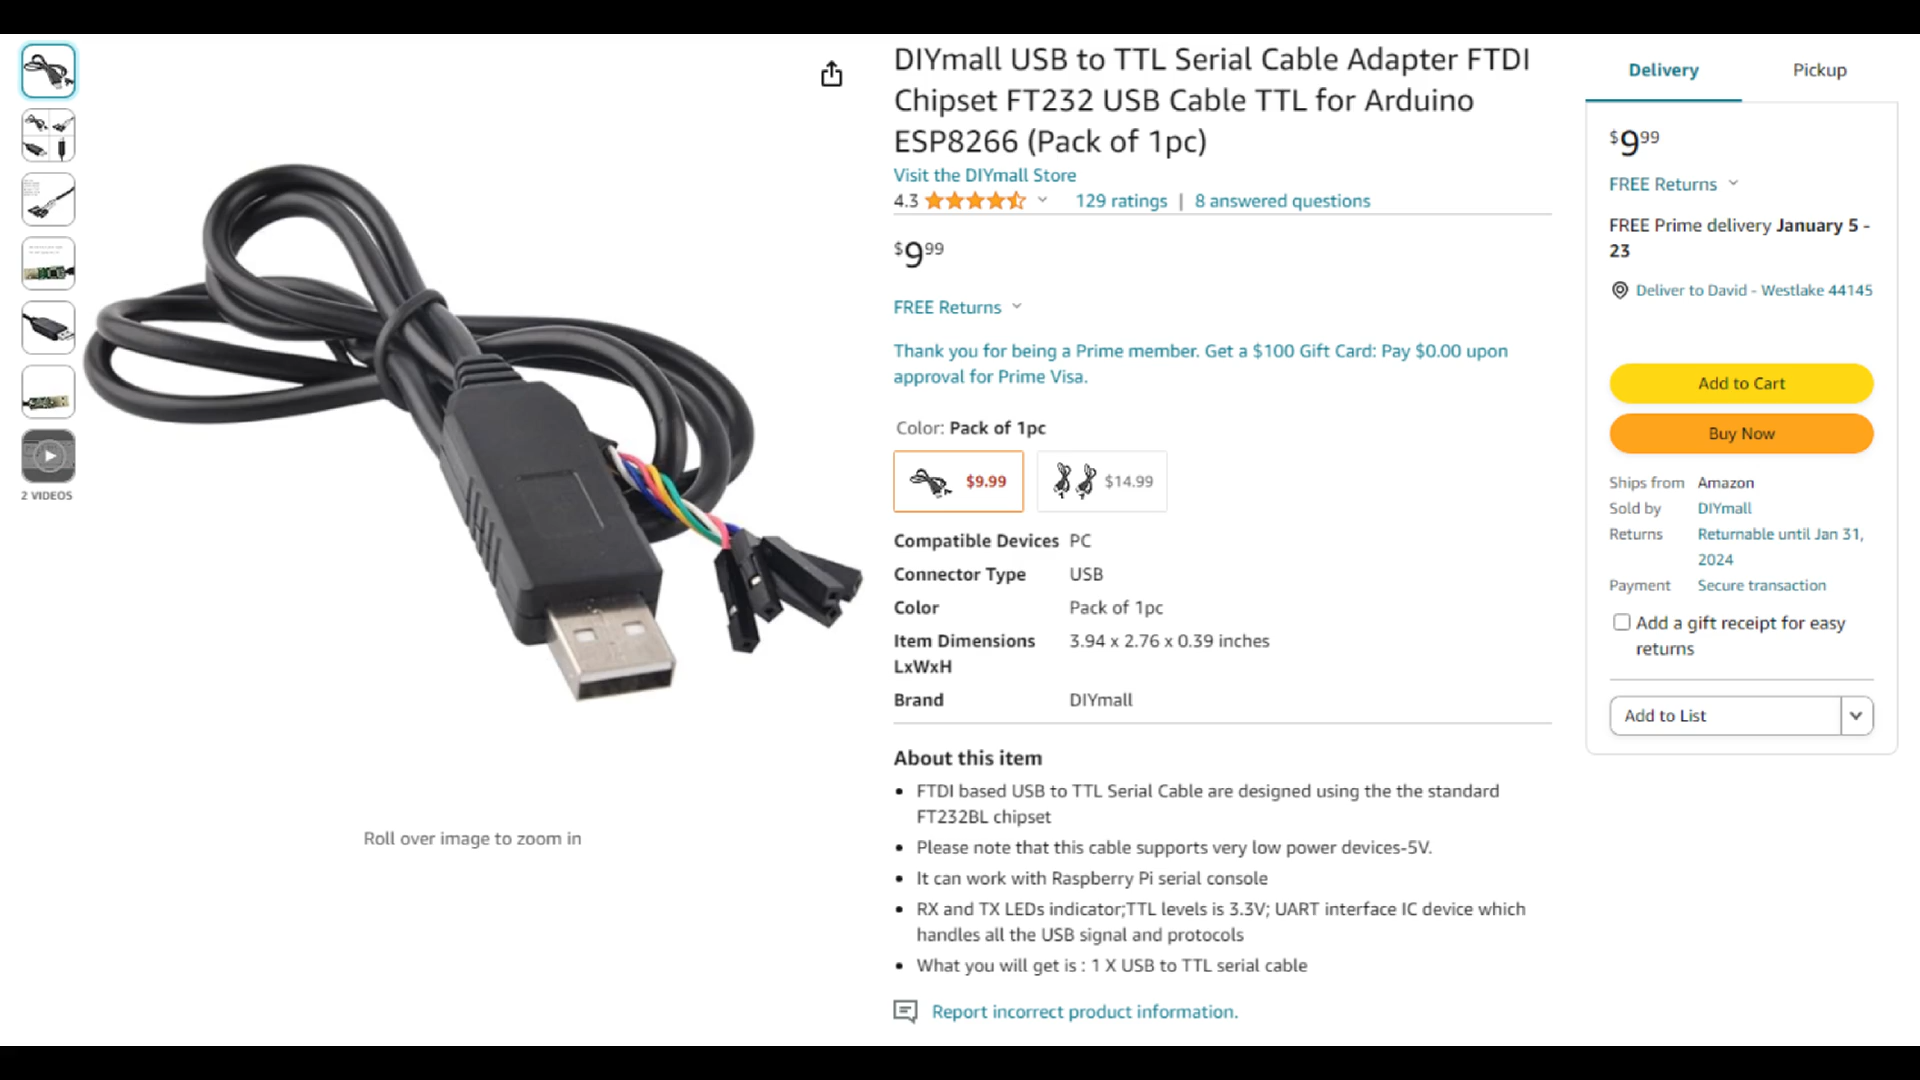 2 VIDEOS
Roll over image to zoom in
DIYmall USB to TTL Serial Cable Adapter FTDI
Chipset FT232 USB Cable TTL for Arduino
ESP8266 (Pack of 1pc)
Visit the DIYmall Store
4.3 129 ratings | 8 answered questions
$9.99
FREE Returns
Thank you for being a Prime member. Get a $100 Gift Card: Pay $0.00 upon
approval for Prime Visa.
Color: Pack of 1pc
$9.99 $14.99
Compatible Devices PC
Connector Type USB
Color Pack of 1pc
Item Dimensions 3.94 x 2.76 x 0.39 inches
LxWxH
Brand DIYmall
About this item
• FTDI based USB to TTL Serial Cable are designed using the the standard
FT232BL chipset
• Please note that this cable supports very low power devices-5V.
• It can work with Raspberry Pi serial console
• RX and TX LEDs indicator;TTL levels is 3.3V; UART interface IC device which
handles all the USB signal and protocols
• What you will get is : 1 X USB to TTL serial cable
Report incorrect product information.
Delivery Pickup
$9.99
FREE Returns
FREE Prime delivery January 5 -
23
Deliver to David - Westlake 44145
Add to Cart
Buy Now
Ships from Amazon
Sold by DIYmall
Returns Returnable until Jan 31,
2024
Payment Secure transaction
Add a gift receipt for easy
returns
Add to List